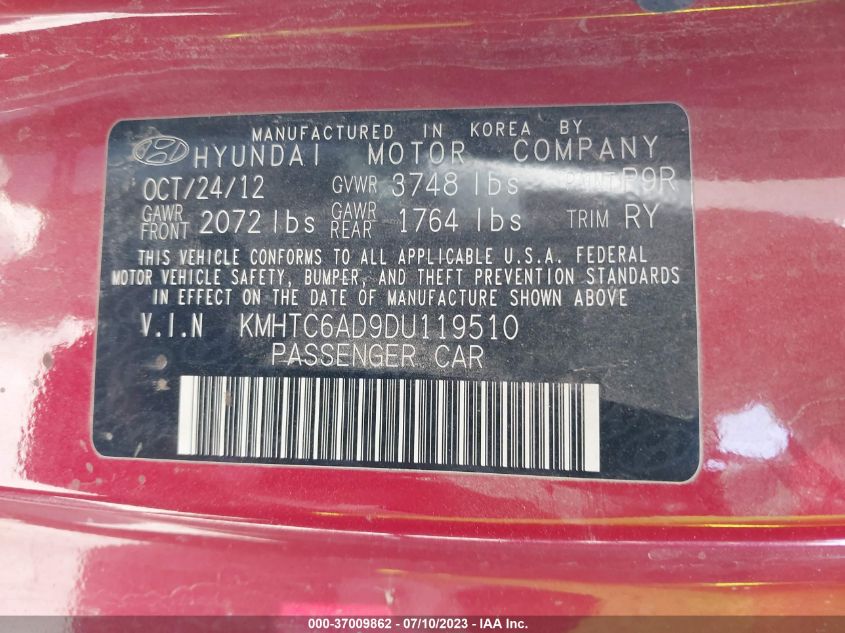 MANUFACTURED IN KOREA BY
HYUNDAI MOTOR COMPANY
OCT/24/12 GVWR 3748 lbs PAINT P9R
GAWR FRONT 2072 lbs GAWR REAR 1764 lbs TRIM RY
THIS VEHICLE CONFORMS TO ALL APPLICABLE U.S.A. FEDERAL
MOTOR VEHICLE SAFETY, BUMPER, AND THEFT PREVENTION STANDARDS
IN EFFECT ON THE DATE OF MANUFACTURE SHOWN ABOVE
V.I.N KMHTC6AD9DU119510
PASSENGER CAR
000-37009862 - 07/10/2023 - IAA Inc.